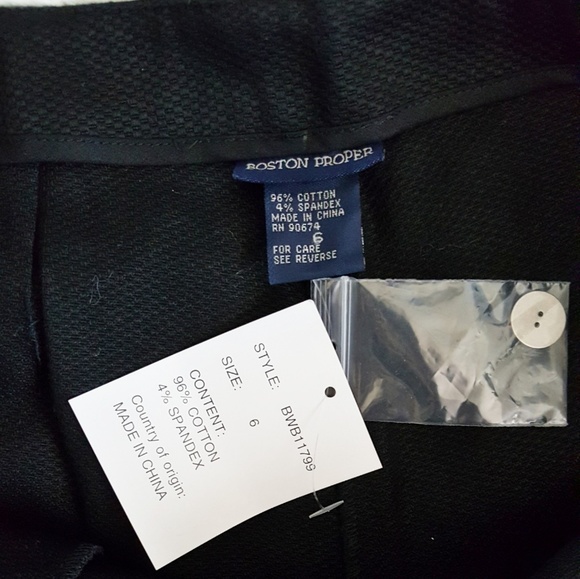 BOSTON PROPER
96% COTTON
4% SPANDEX
MADE IN CHINA
RN 90674
6
FOR CARE
SEE REVERSE
STYLE: BWB11799
SIZE: 6
CONTENT:
96% COTTON
4% SPANDEX
Country of origin:
MADE IN CHINA